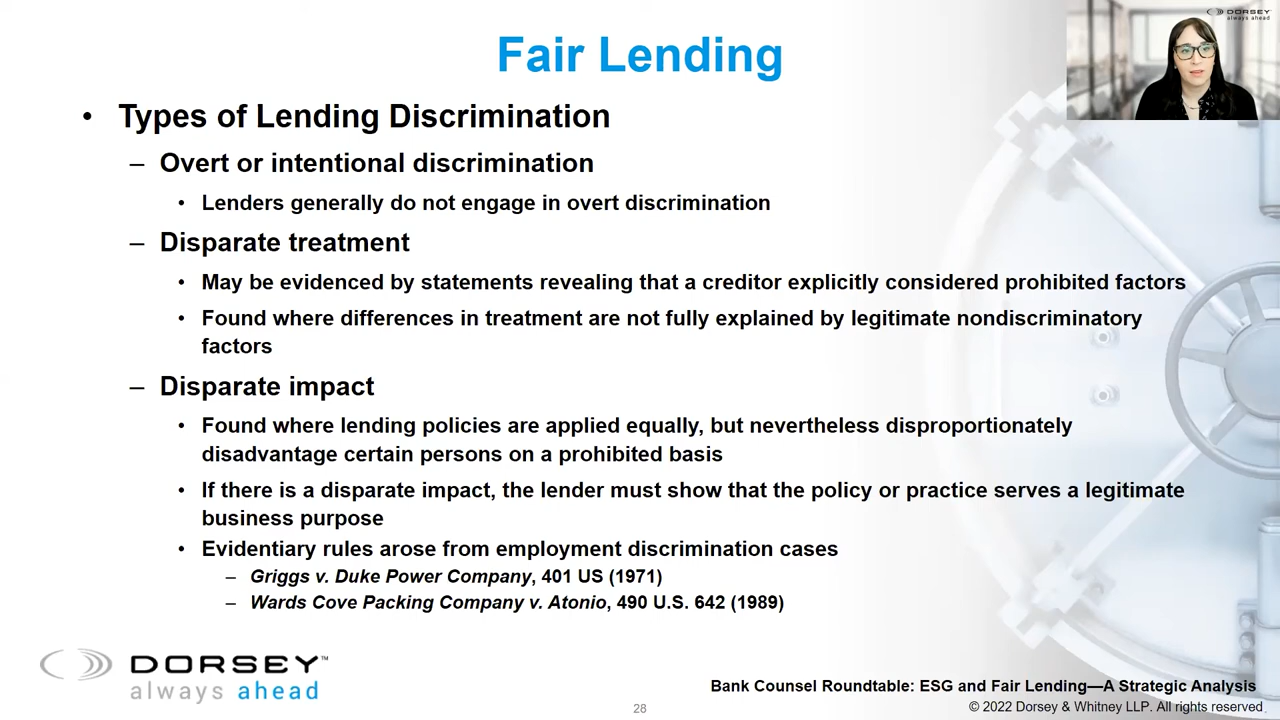 DORSEY
always ahead
Fair Lending
• Types of Lending Discrimination
– Overt or intentional discrimination
• Lenders generally do not engage in overt discrimination
– Disparate treatment
• May be evidenced by statements revealing that a creditor explicitly considered prohibited factors
• Found where differences in treatment are not fully explained by legitimate nondiscriminatory
factors
– Disparate impact
• Found where lending policies are applied equally, but nevertheless disproportionately
disadvantage certain persons on a prohibited basis
• If there is a disparate impact, the lender must show that the policy or practice serves a legitimate
business purpose
• Evidentiary rules arose from employment discrimination cases
– Griggs v. Duke Power Company, 401 US (1971)
– Wards Cove Packing Company v. Atonio, 490 U.S. 642 (1989)
DORSEY™
always ahead
Bank Counsel Roundtable: ESG and Fair Lending—A Strategic Analysis
28
© 2022 Dorsey & Whitney LLP. All rights reserved.